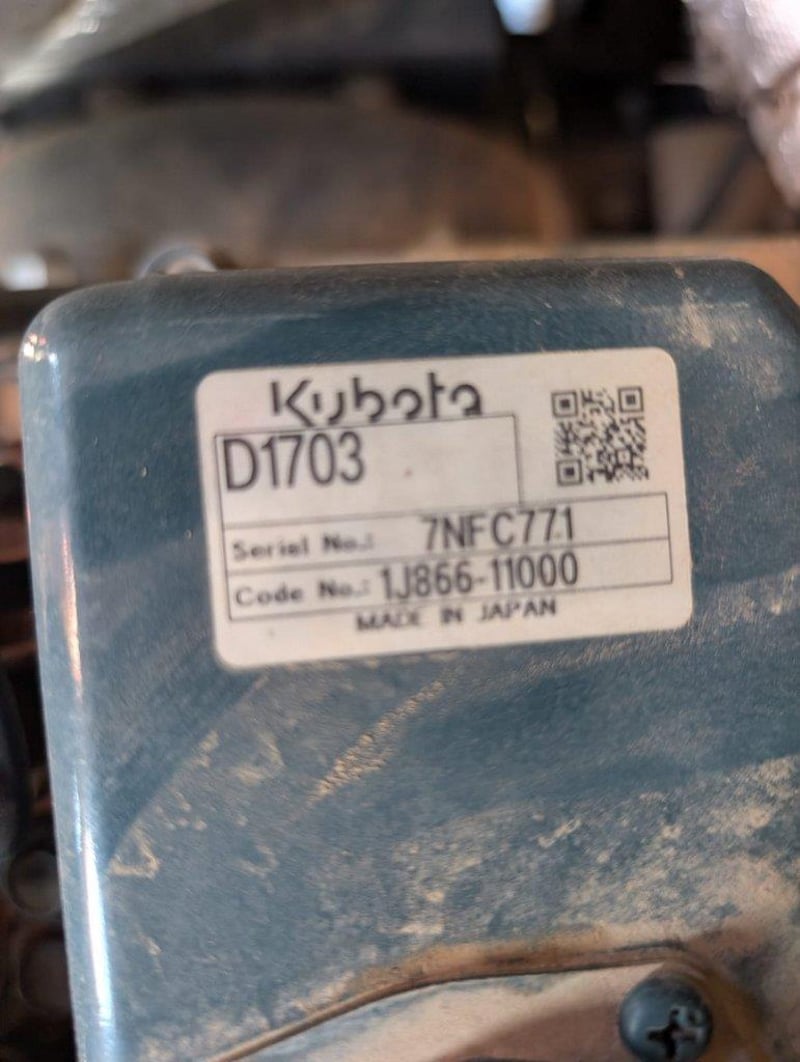 Kubota
D1703
Serial No.: 7NFC771
Code No.: 1J866-11000
MADE IN JAPAN